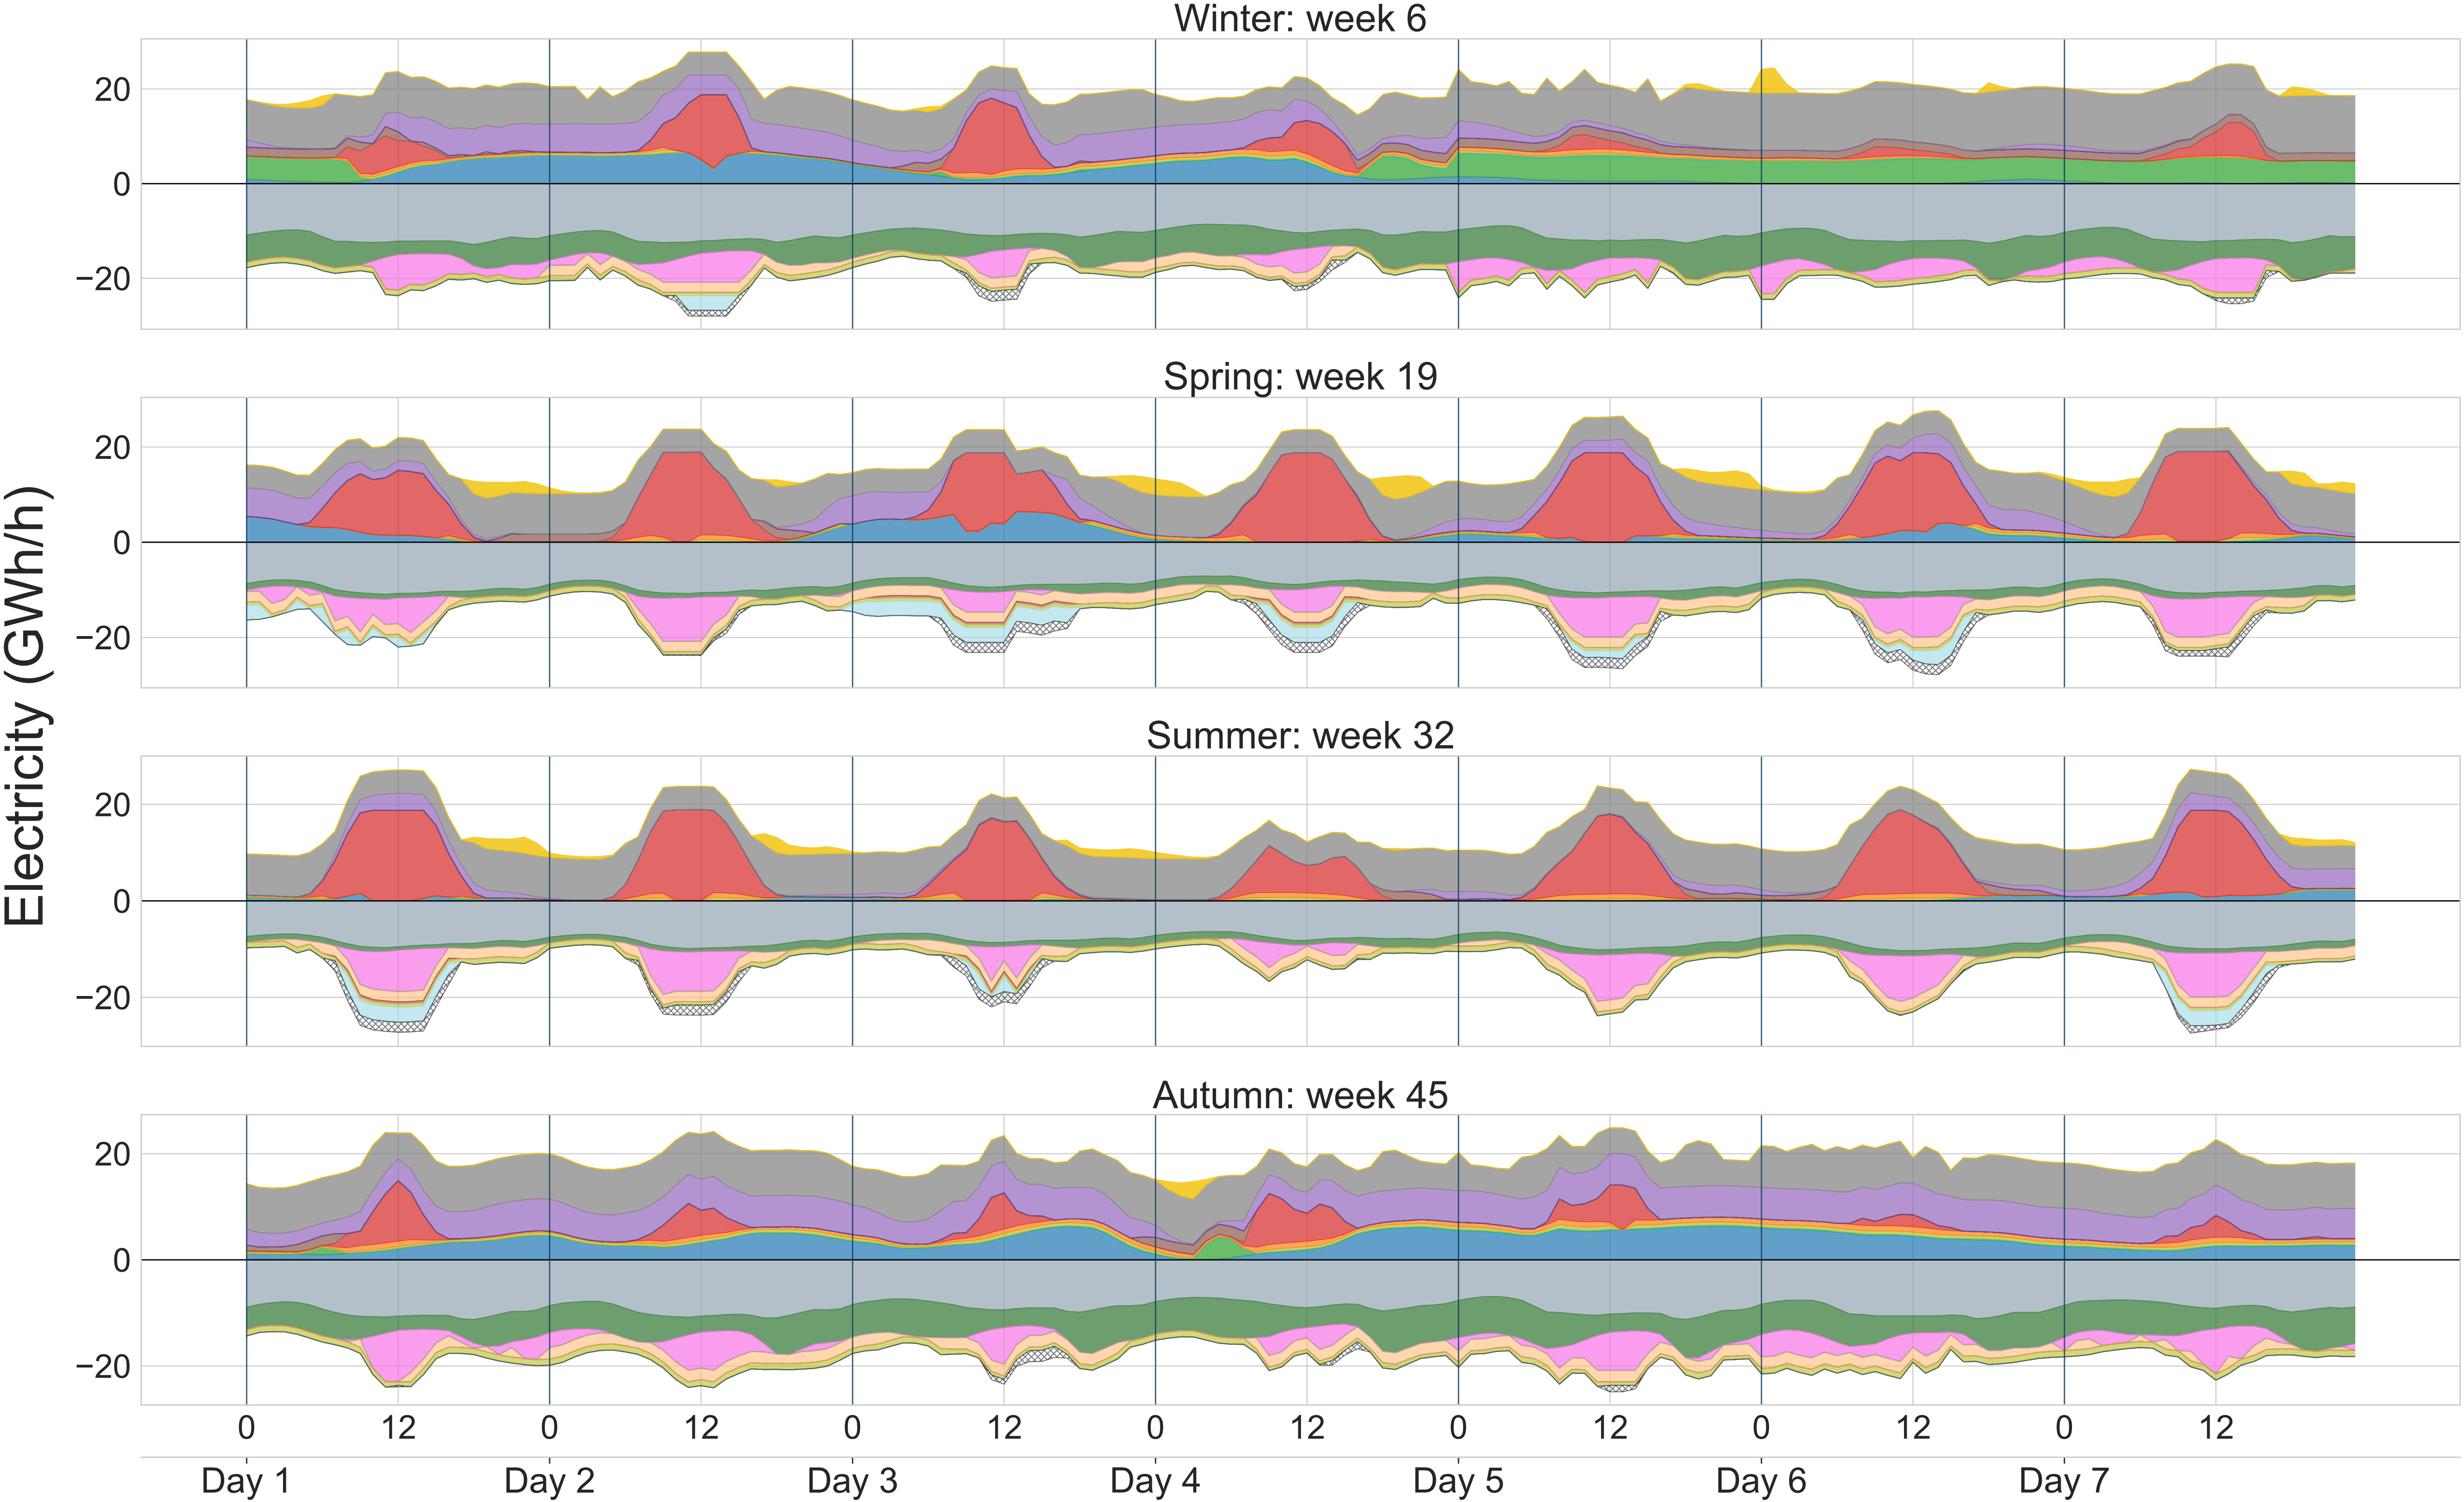 Winter: week 6
20
0
−20
Spring: week 19
20
0
−20
Electricity (GWh/h)
Summer: week 32
20
0
−20
Autumn: week 45
20
0
−20
0 12 0 12 0 12 0 12 0 12 0 12 0 12
Day 1 Day 2 Day 3 Day 4 Day 5 Day 6 Day 7